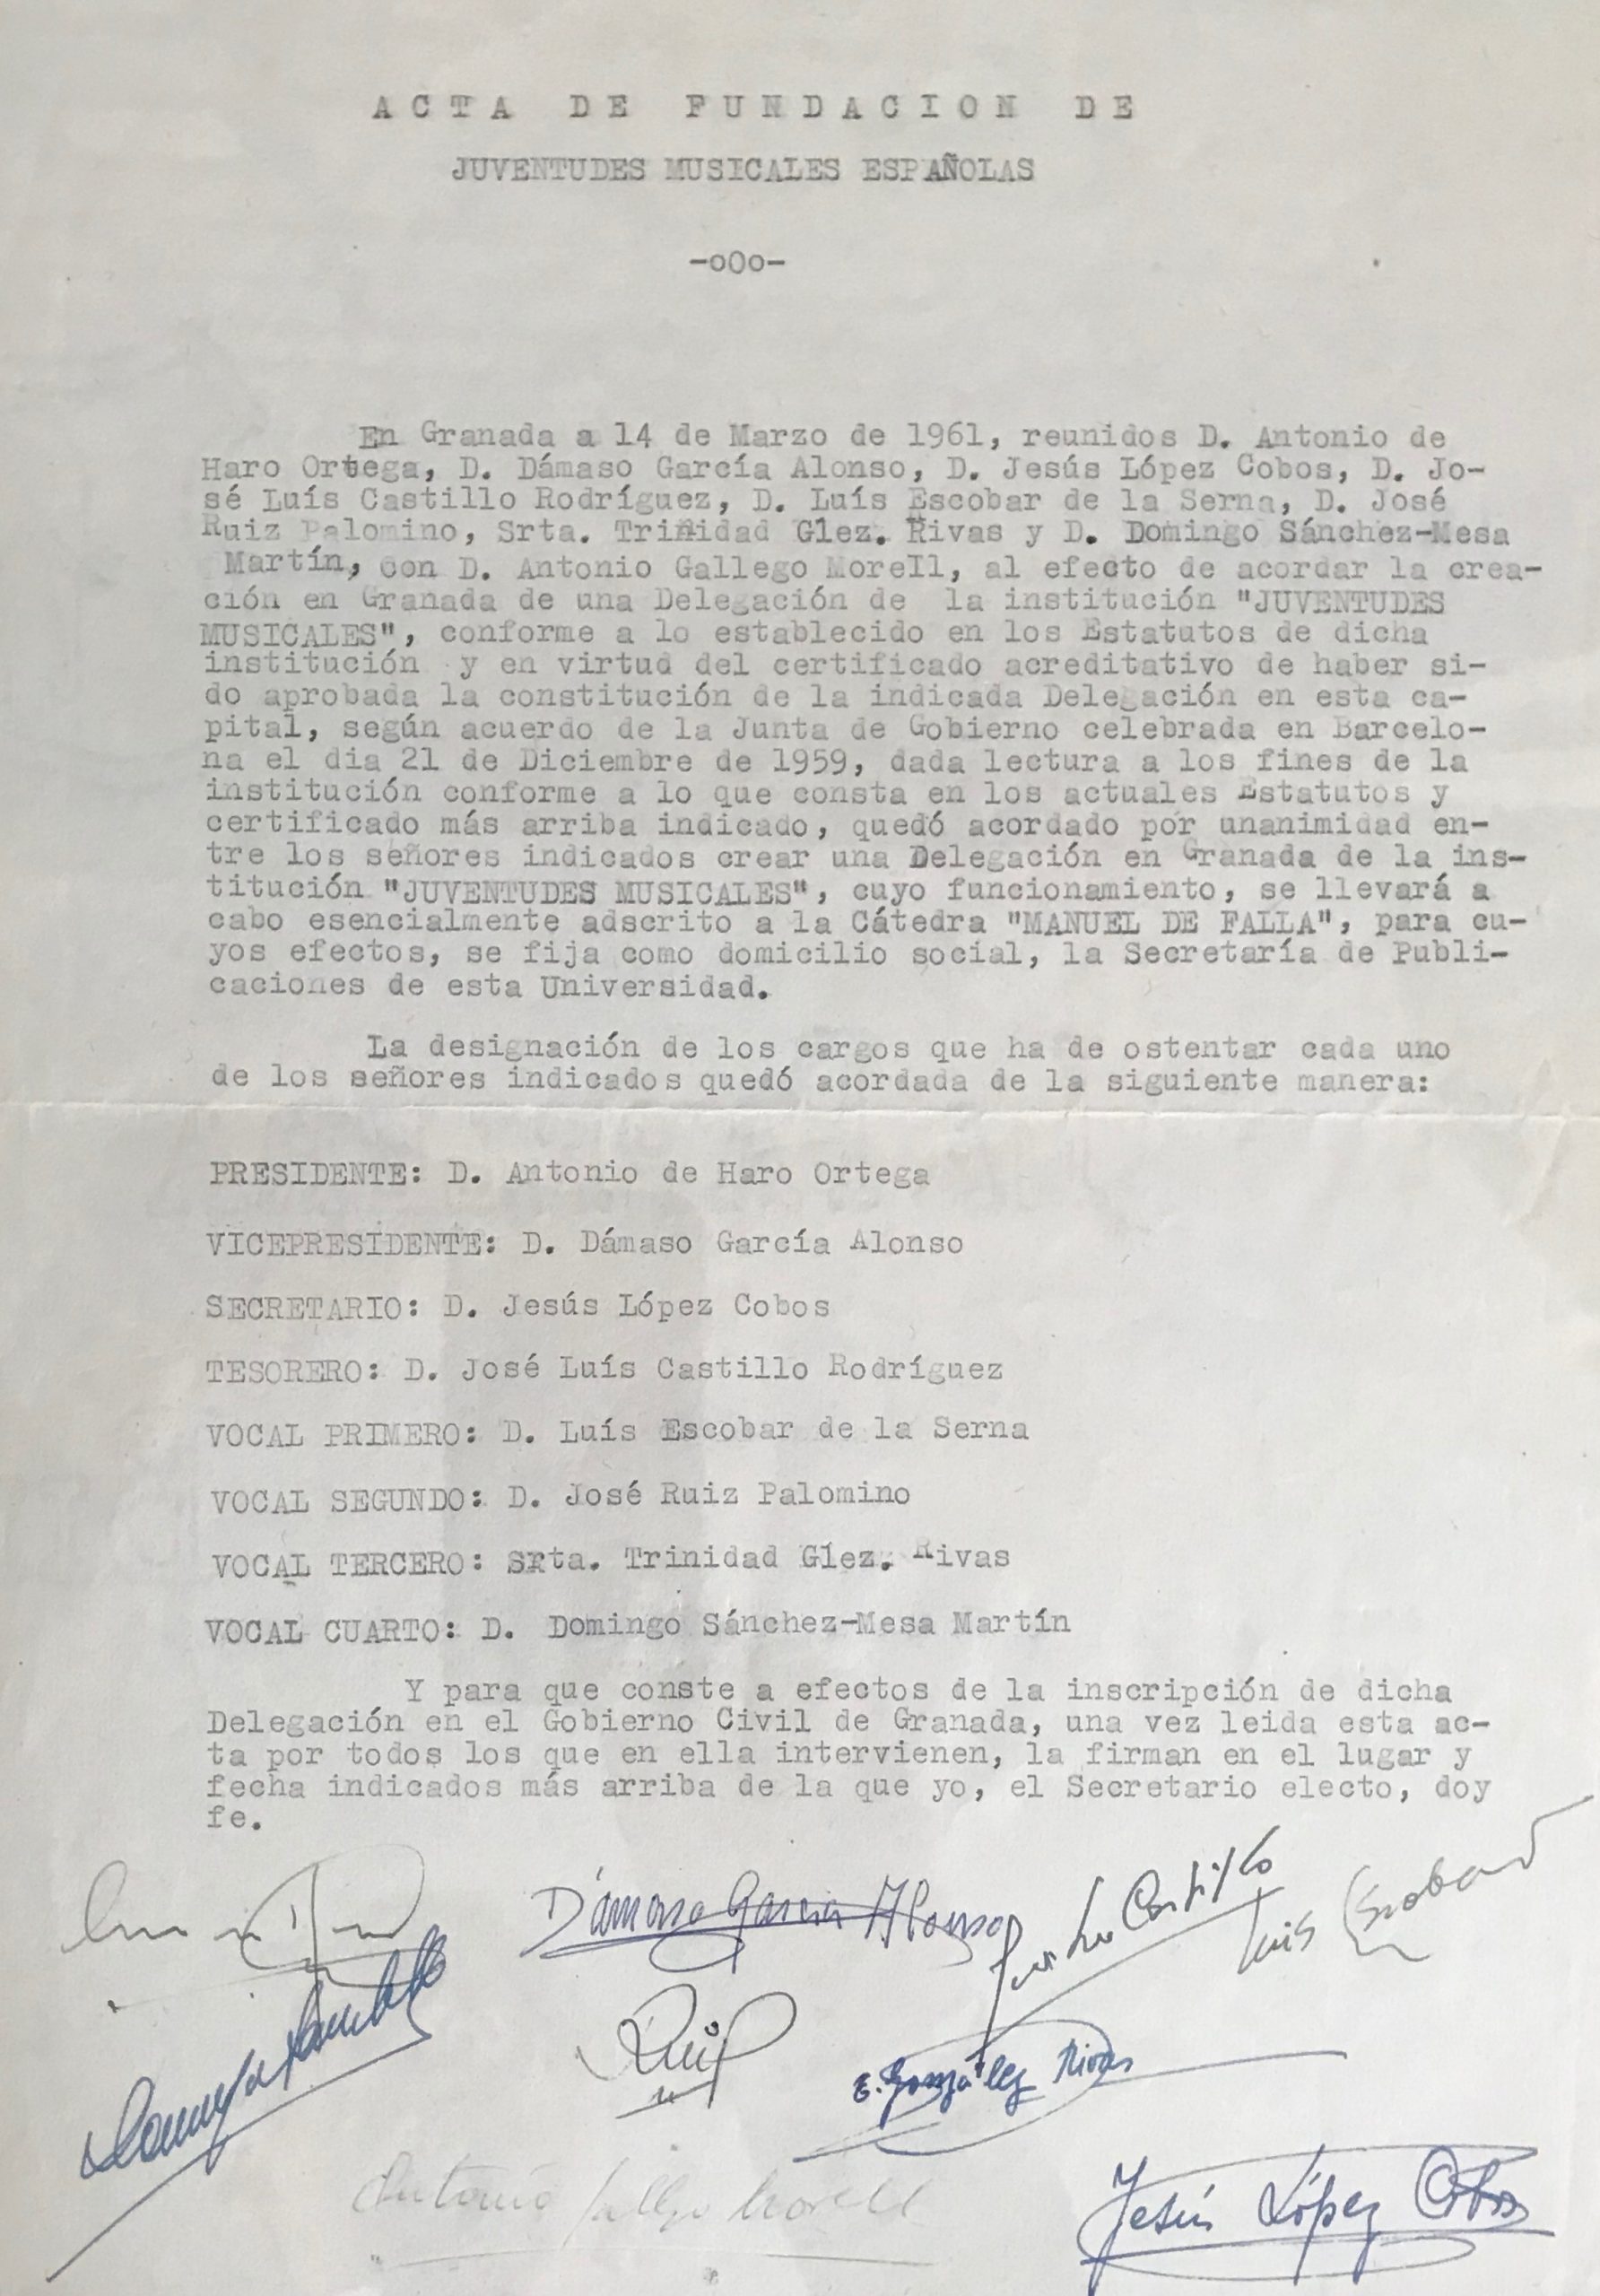 ACTA DE FUNDACION DE
JUVENTUDES MUSICALES ESPAÑOLAS
-oOo-
En Granada a 14 de Marzo de 1961, reunidos D. Antonio de
Haro Ortega, D. Dámaso García Alonso, D. Jesús López Cobos, D. Jo-
sé Luís Castillo Rodríguez, D. Luís Escobar de la Serna, D. José
Ruiz Palomino, Srta. Trinidad Glez. Rivas y D. Domingo Sánchez-Mesa
Martín, con D. Antonio Gallego Morell, al efecto de acordar la crea-
ción en Granada de una Delegación de la institución "JUVENTUDES
MUSICALES", conforme a lo establecido en los Estatutos de dicha
institución y en virtud del certificado acreditativo de haber si-
do aprobada la constitución de la indicada Delegación en esta ca-
pital, según acuerdo de la Junta de Gobierno celebrada en Barcelo-
na el dia 21 de Diciembre de 1959, dada lectura a los fines de la
institución conforme a lo que consta en los actuales Estatutos y
certificado más arriba indicado, quedó acordado por unanimidad en-
tre los señores indicados crear una Delegación en Granada de la ins-
titución "JUVENTUDES MUSICALES", cuyo funcionamiento, se llevará a
cabo esencialmente adscrito a la Cátedra "MANUEL DE FALLA", para cu-
yos efectos, se fija como domicilio social, la Secretaría de Publi-
caciones de esta Universidad.
La designación de los cargos que ha de ostentar cada uno
de los señores indicados quedó acordada de la siguiente manera:
PRESIDENTE: D. Antonio de Haro Ortega
VICEPRESIDENTE: D. Dámaso García Alonso
SECRETARIO: D. Jesús López Cobos
TESORERO: D. José Luís Castillo Rodríguez
VOCAL PRIMERO: D. Luís Escobar de la Serna
VOCAL SEGUNDO: D. José Ruiz Palomino
VOCAL TERCERO: Srta. Trinidad Glez. Rivas
VOCAL CUARTO: D. Domingo Sánchez-Mesa Martín
Y para que conste a efectos de la inscripción de dicha
Delegación en el Gobierno Civil de Granada, una vez leida esta ac-
ta por todos los que en ella intervienen, la firman en el lugar y
fecha indicados más arriba de la que yo, el Secretario electo, doy
fe.
Dámaso García Alonso
Castillo
Luis Escobar
Ruiz
González Rivas
Antonio Gallego Morell
Jesús López Cobos